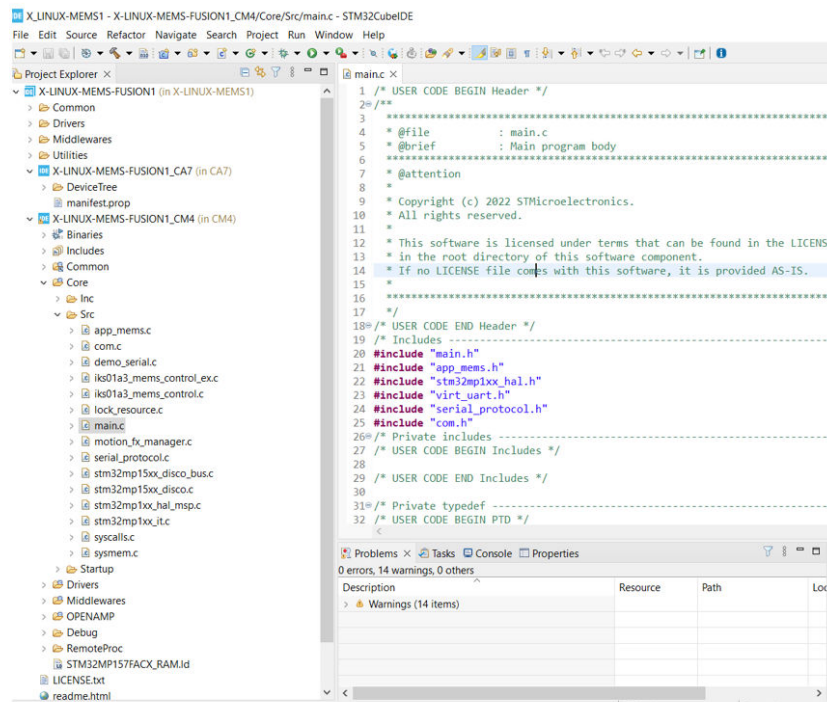 X_LINUX-MEMS1 - X-LINUX-MEMS-FUSION1_CM4/Core/Src/main.c - STM32CubeIDE
File Edit Source Refactor Navigate Search Project Run Window Help
Project Explorer
X-LINUX-MEMS-FUSION1 (in X-LINUX-MEMS1)
Common
Drivers
Middlewares
Utilities
X-LINUX-MEMS-FUSION1_CA7 (in CA7)
DeviceTree
manifest.prop
X-LINUX-MEMS-FUSION1_CM4 (in CM4)
Binaries
Includes
Common
Core
Inc
Src
app_mems.c
com.c
demo_serial.c
iks01a3_mems_control_ex.c
iks01a3_mems_control.c
lock_resource.c
main.c
motion_fx_manager.c
serial_protocol.c
stm32mp15xx_disco_bus.c
stm32mp15xx_disco.c
stm32mp1xx_hal_msp.c
stm32mp1xx_it.c
syscalls.c
sysmem.c
Startup
Drivers
Middlewares
OPENAMP
Debug
RemoteProc
STM32MP157FACX_RAM.ld
LICENSE.txt
readme.html
main.c
1 /* USER CODE BEGIN Header */
2 /**
3 ******************************************************************************
4 * @file : main.c
5 * @brief : Main program body
6 ******************************************************************************
7 * @attention
8 *
9 * Copyright (c) 2022 STMicroelectronics.
10 * All rights reserved.
11 *
12 * This software is licensed under terms that can be found in the LICENS
13 * in the root directory of this software component.
14 * If no LICENSE file comes with this software, it is provided AS-IS.
15 *
16 ******************************************************************************
17 */
18 /* USER CODE END Header */
19 /* Includes ------------------------------------------------------------------
20 #include "main.h"
21 #include "app_mems.h"
22 #include "stm32mp1xx_hal.h"
23 #include "virt_uart.h"
24 #include "serial_protocol.h"
25 #include "com.h"
26 /* Private includes ----------------------------------------------------------
27 /* USER CODE BEGIN Includes */
28
29 /* USER CODE END Includes */
30
31 /* Private typedef -----------------------------------------------------------
32 /* USER CODE BEGIN PTD */
Problems Tasks Console Properties
0 errors, 14 warnings, 0 others
Description Resource Path Loc
Warnings (14 items)